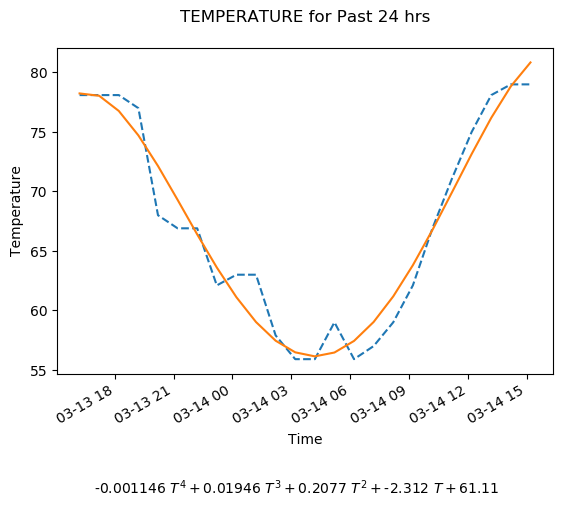 TEMPERATURE for Past 24 hrs
80
75
70
65
60
55
Temperature
03-13 18 03-13 21 03-14 00 03-14 03 03-14 06 03-14 09 03-14 12 03-14 15
Time
-0.001146 T⁴ + 0.01946 T³ + 0.2077 T² + -2.312 T + 61.11